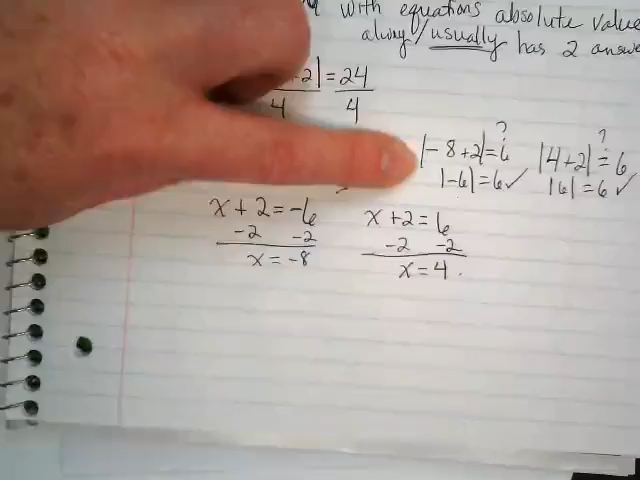 with equations absolute value
alway/usually has 2 answe
-2| = 24
4 4
|-8+2| ?= 6
|-6| = 6 ✓
|4+2| ?= 6
|6| = 6 ✓
x + 2 = -6
-2 -2
x = -8
x + 2 = 6
-2 -2
x = 4